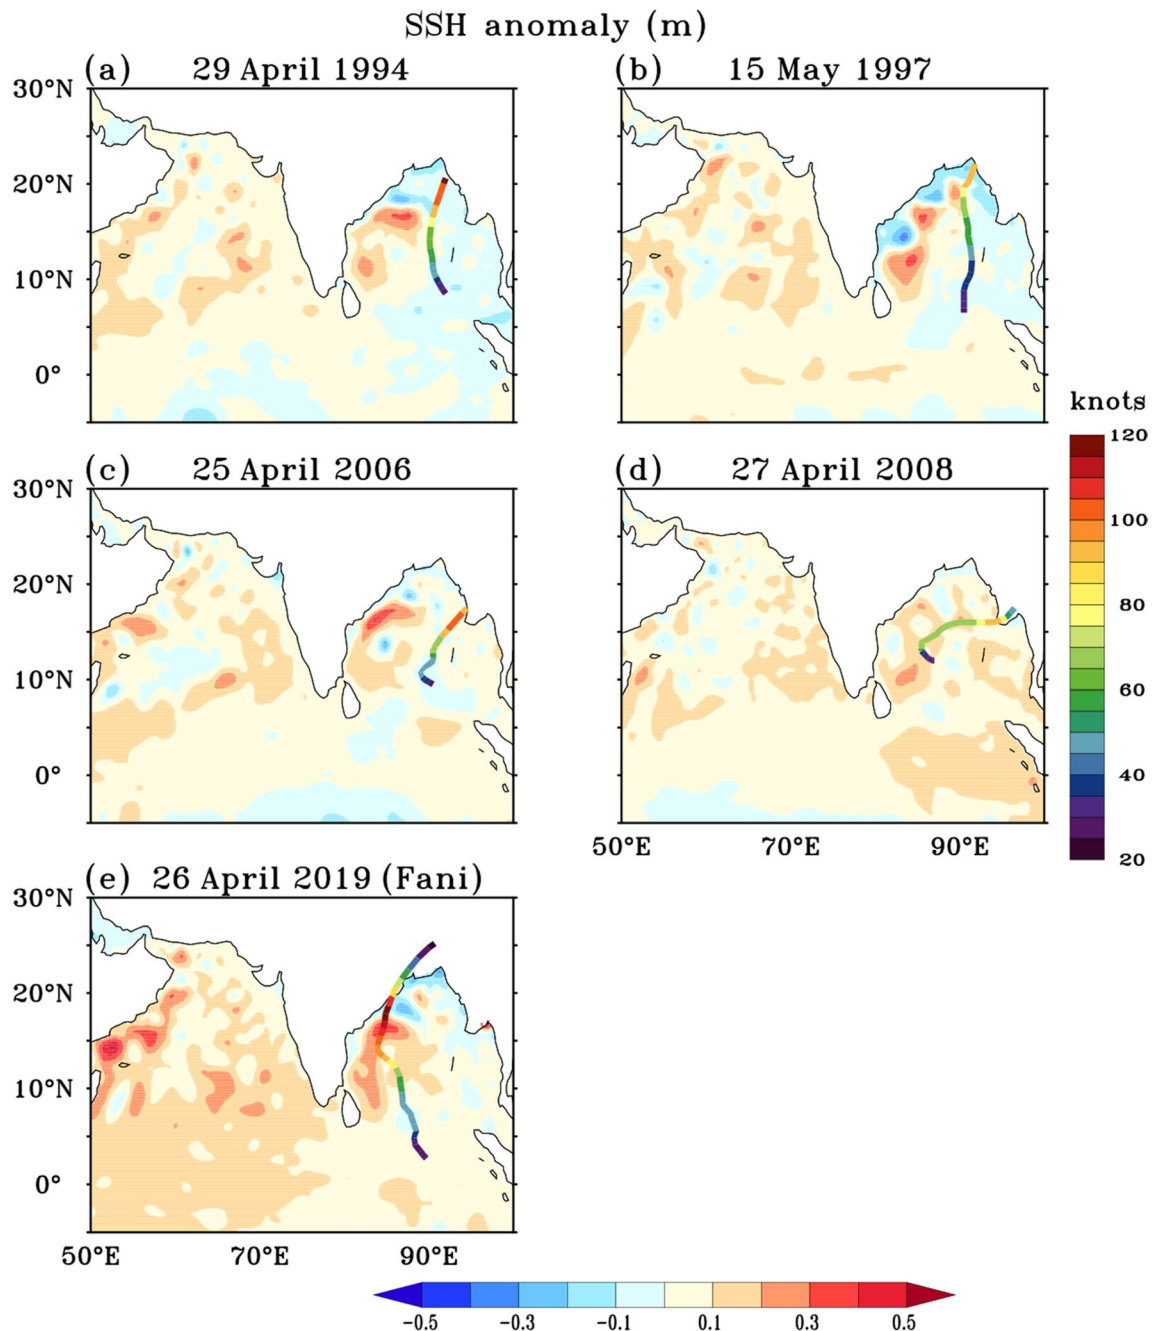 SSH anomaly (m)
(a) 29 April 1994
(b) 15 May 1997
30°N
20°N
10°N
0°
knots
120
100
80
60
40
20
(c) 25 April 2006
(d) 27 April 2008
30°N
20°N
10°N
0°
50°E 70°E 90°E
(e) 26 April 2019 (Fani)
30°N
20°N
10°N
0°
50°E 70°E 90°E
-0.5 -0.3 -0.1 0.1 0.3 0.5